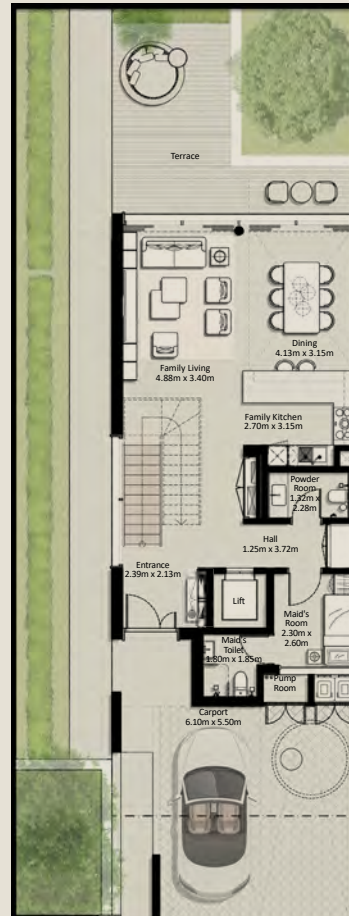 Terrace
Dining
4.13m x 3.15m
Family Living
4.88m x 3.40m
Family Kitchen
2.70m x 3.15m
Powder
Room
1.32m x
2.28m
Hall
1.25m x 3.72m
Entrance
2.39m x 2.13m
Lift
Maid's
Room
2.30m x
2.60m
Maid's
Toilet
1.80m x 1.85m
**Pump
Room
Carport
6.10m x 5.50m